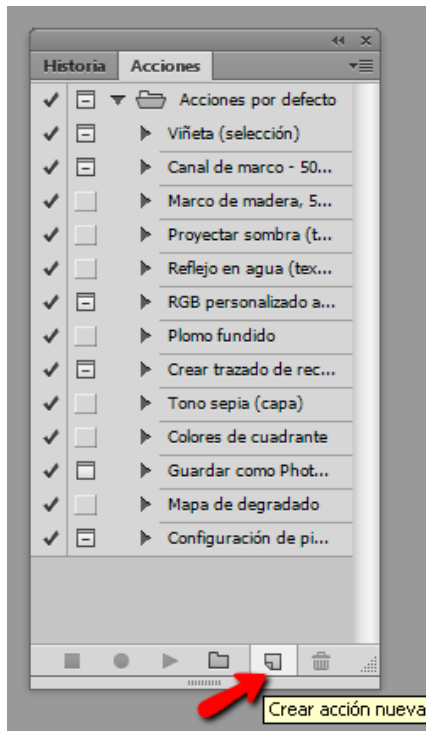 Historia Acciones
Acciones por defecto
Viñeta (selección)
Canal de marco - 50...
Marco de madera, 5...
Proyectar sombra (t...
Reflejo en agua (tex...
RGB personalizado a...
Plomo fundido
Crear trazado de rec...
Tono sepia (capa)
Colores de cuadrante
Guardar como Phot...
Mapa de degradado
Configuración de pi...
Crear acción nueva